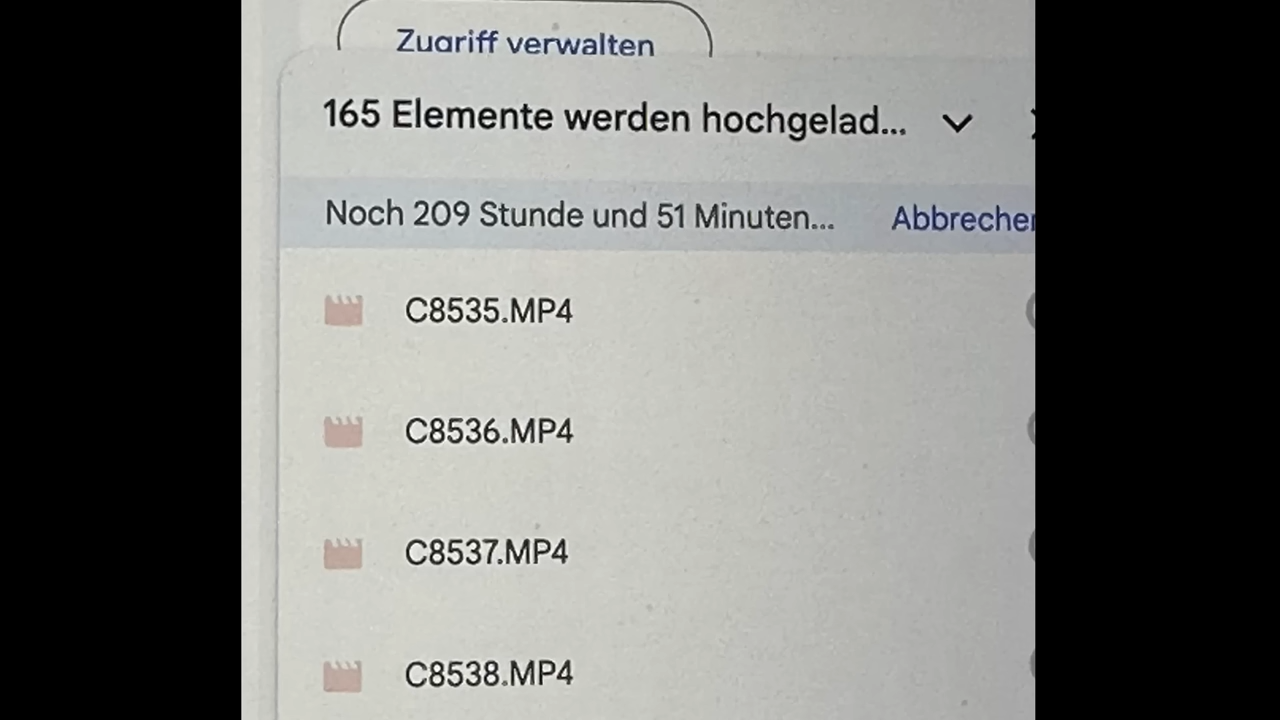 Zugriff verwalten
165 Elemente werden hochgelad...
Noch 209 Stunde und 51 Minuten... Abbrechen
C8535.MP4
C8536.MP4
C8537.MP4
C8538.MP4